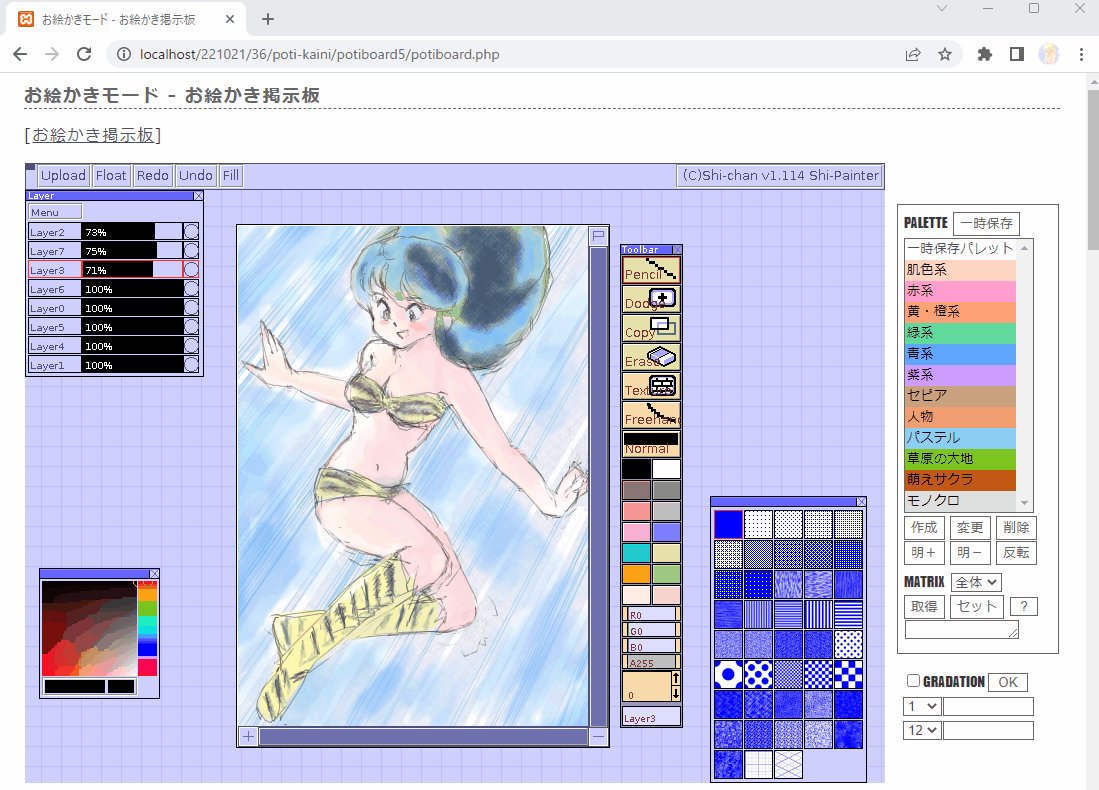 お絵かきモード - お絵かき掲示板
localhost/221021/36/poti-kaini/potiboard5/potiboard.php
お絵かきモード - お絵かき掲示板
[お絵かき掲示板]
Upload Float Redo Undo Fill (C)Shi-chan v1.114 Shi-Painter
Layer
Menu
Layer2 73%
Layer7 75%
Layer3 71%
Layer6 100%
Layer0 100%
Layer5 100%
Layer4 100%
Layer1 100%
Toolbar
Pencil
Dodge
Copy
Erase
Texture
Freehand
Normal
R0
G0
B0
A255
0
Layer3
PALETTE 一時保存
一時保存パレット
肌色系
赤系
黄・橙系
緑系
青系
紫系
セピア
人物
パステル
草原の大地
萌えサクラ
モノクロ
作成 変更 削除
明+ 明- 反転
MATRIX 全体
取得 セット ?
GRADATION OK
1
12